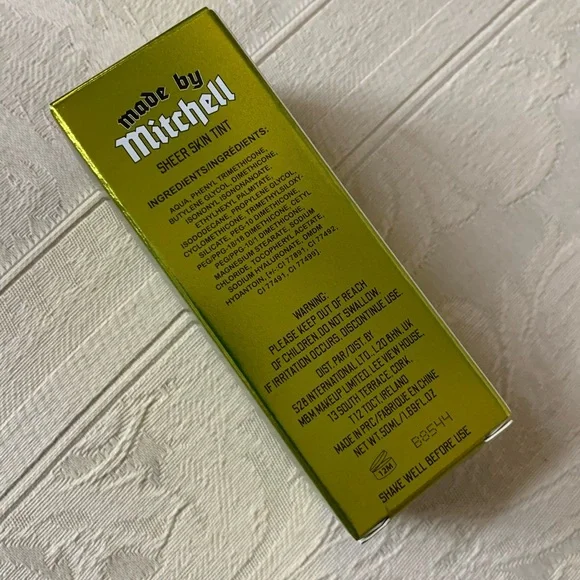 made by
Mitchell
SHEER SKIN TINT
INGREDIENTS/INGRÉDIENTS:
AQUA, PHENYL TRIMETHICONE,
BUTYLENE GLYCOL, DIMETHICONE,
ISONONYL ISONONANOATE,
ETHYLHEXYL PALMITATE,
ISODODECANE, PROPYLENE GLYCOL,
CYCLOMETHICONE, TRIMETHYLSILOXY-
SILICATE, PEG-10 DIMETHICONE,
PEG/PPG-18/18 DIMETHICONE, CETYL
PEG/PPG-10/1 DIMETHICONE,
MAGNESIUM STEARATE, SODIUM
CHLORIDE, TOCOPHERYL ACETATE,
SODIUM HYALURONATE, DMDM
HYDANTOIN, [+/- CI 77891, CI 77492,
CI 77491, CI 77499]
WARNING:
PLEASE KEEP OUT OF REACH
OF CHILDREN.DO NOT SWALLOW.
IF IRRITATION OCCURS, DISCONTINUE USE.
DIST. PAR/DIST. BY
S28 INTERNATIONAL LTD., L20 8HN, UK
MBM MAKEUP LIMITED, LEE VIEW HOUSE,
13 SOUTH TERRACE, CORK,
T12 T0CT, IRELAND
MADE IN PRC/FABRIQUÉ EN CHINE
NET WT.50ML/1.69FL.OZ
B8544
12M
SHAKE WELL BEFORE USE